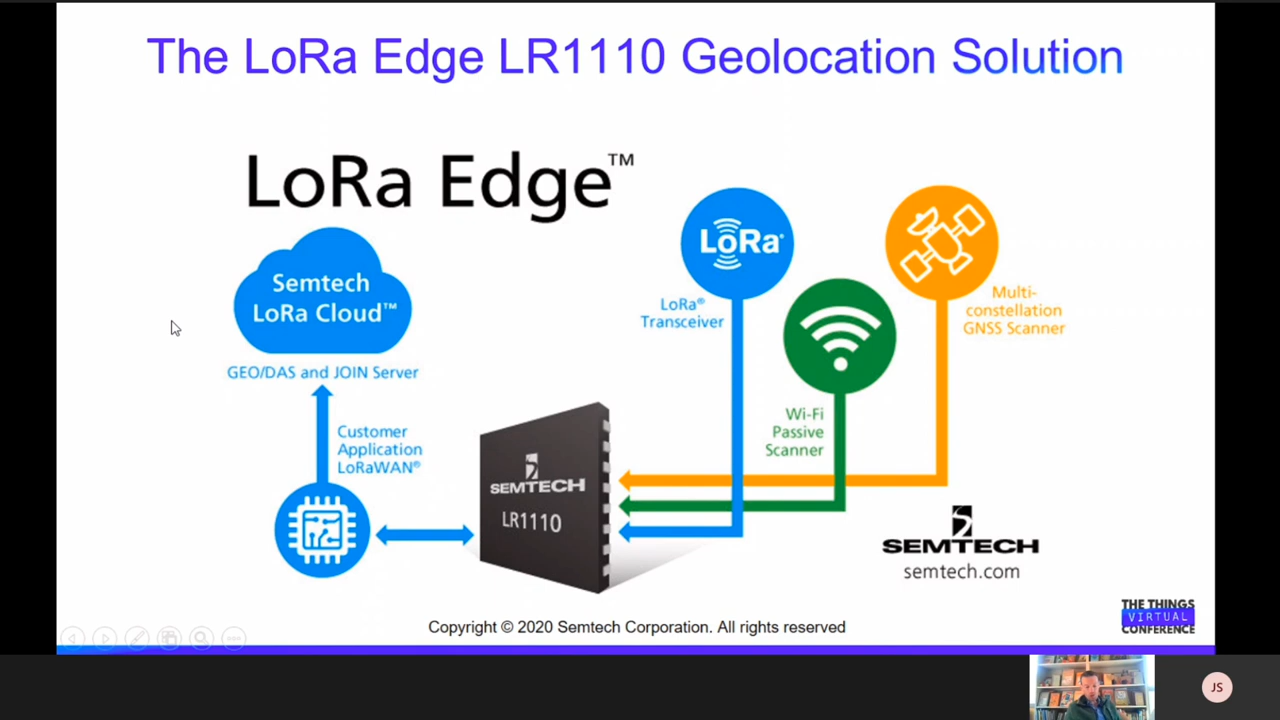 The LoRa Edge LR1110 Geolocation Solution
LoRa Edge™
Semtech
LoRa Cloud™
GEO/DAS and JOIN Server
Customer
Application
LoRaWAN®
SEMTECH
LR1110
LoRa®
LoRa®
Transceiver
Wi-Fi
Passive
Scanner
Multi-
constellation
GNSS Scanner
SEMTECH
semtech.com
Copyright © 2020 Semtech Corporation. All rights reserved
THE THINGS
VIRTUAL
CONFERENCE
JS